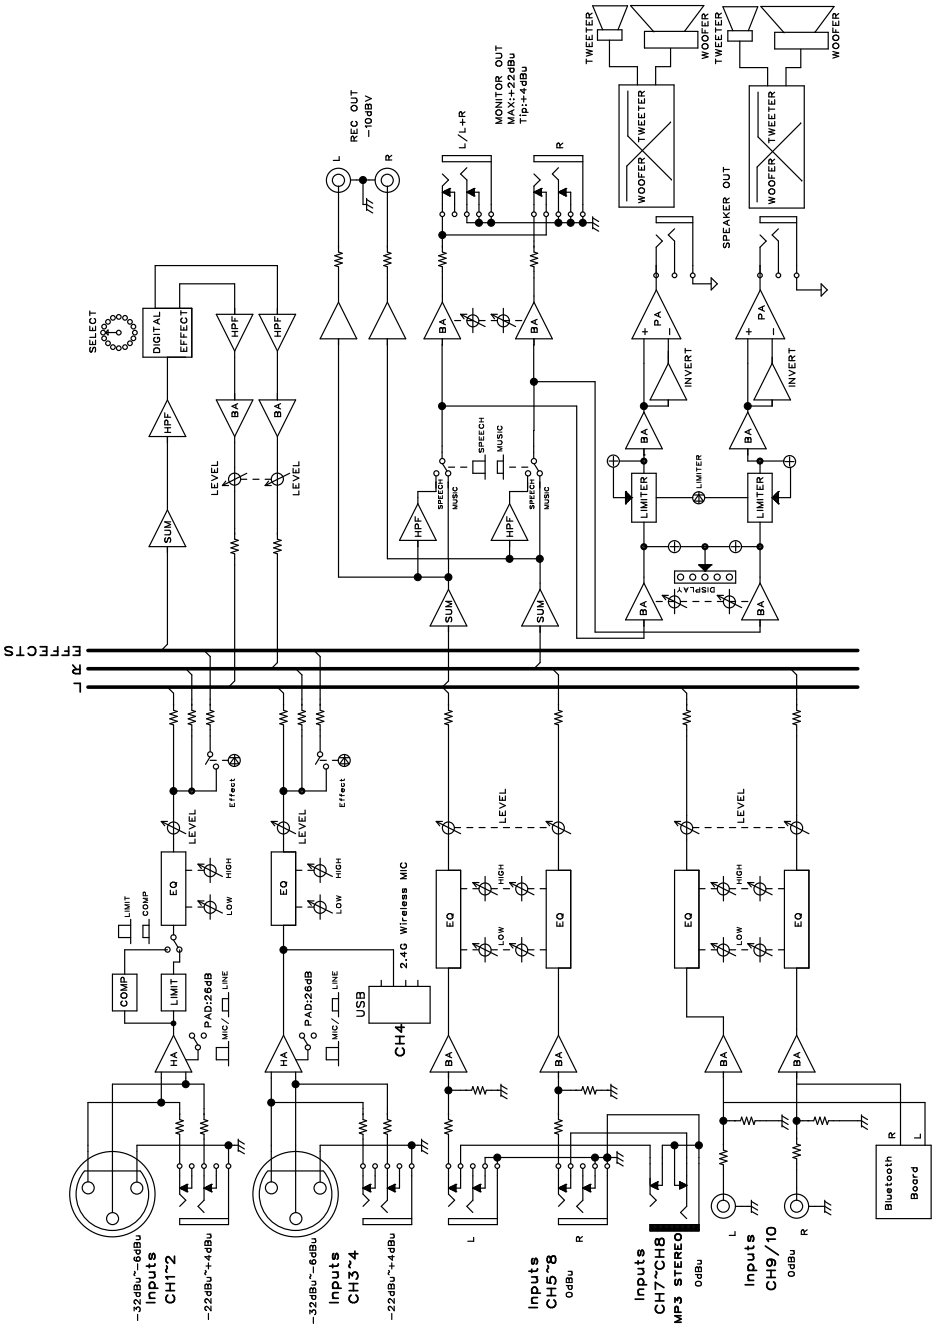 -32dBu~-6dBu
Inputs
CH1~2
-22dBu~+4dBu
HA
PAD:26dB
MIC/
LINE
COMP
LIMIT
LIMIT
COMP
EQ
LOW
HIGH
LEVEL
Effect
-32dBu~-6dBu
Inputs
CH3~4
-22dBu~+4dBu
HA
PAD:26dB
MIC/
LINE
USB
CH4
2.4G Wireless MIC
EQ
LOW
HIGH
LEVEL
Effect
L
R
Inputs
CH5~8
0dBu
BA
BA
EQ
EQ
LOW
HIGH
LEVEL
Inputs
CH7~CH8
MP3 STEREO
0dBu
L
R
Inputs
CH9/10
0dBu
Bluetooth
Board
R
L
BA
BA
EQ
EQ
LOW
HIGH
LEVEL
L
R
EFFECTS
SUM
HPF
DIGITAL
EFFECT
SELECT
HPF
HPF
BA
BA
LEVEL
LEVEL
SUM
SUM
HPF
HPF
SPEECH
MUSIC
SPEECH
MUSIC
SPEECH
MUSIC
BA
BA
REC OUT
-10dBV
L
R
MONITOR OUT
MAX:+22dBu
Tip:+4dBu
L/L+R
R
BA
BA
DISPLAY
LIMITER
LIMITER
LIMITER
BA
BA
INVERT
INVERT
+
PA
-
+
PA
-
SPEAKER OUT
WOOFER
TWEETER
WOOFER
TWEETER
TWEETER
WOOFER
TWEETER
WOOFER